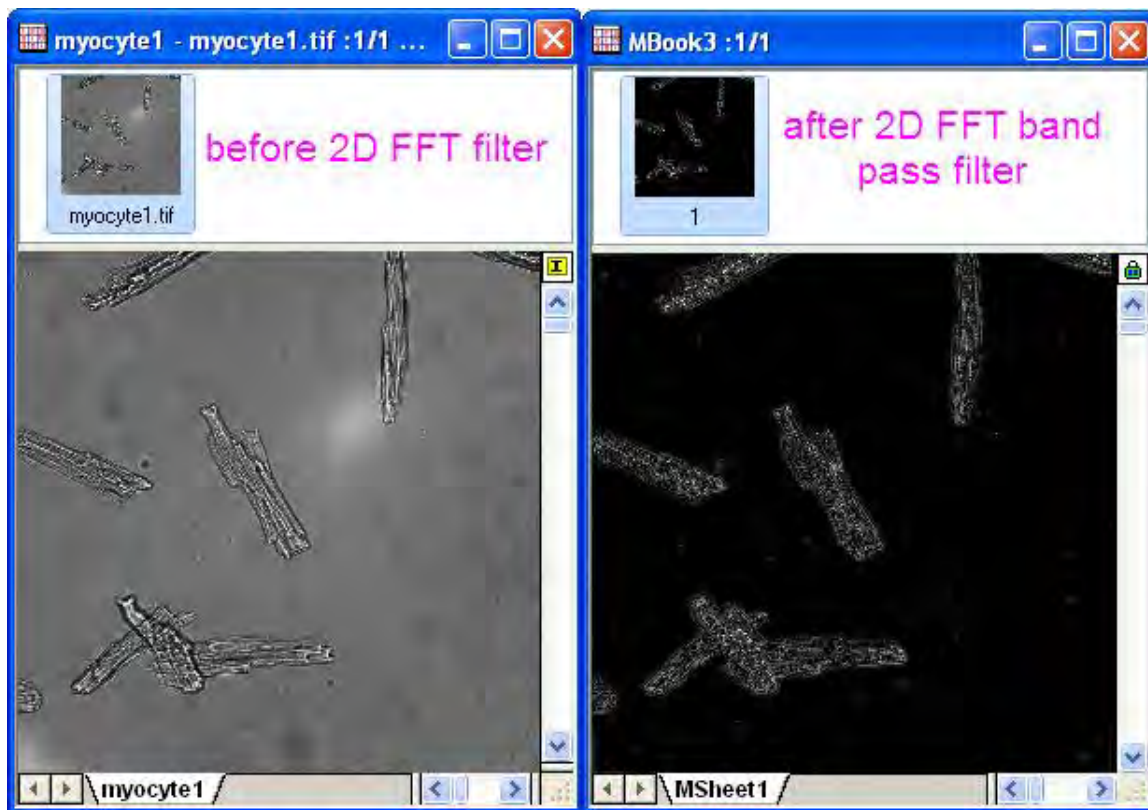 myocyte1 - myocyte1.tif :1/1 ...
before 2D FFT filter
myocyte1.tif
myocyte1
MBook3 :1/1
after 2D FFT band
pass filter
1
MSheet1